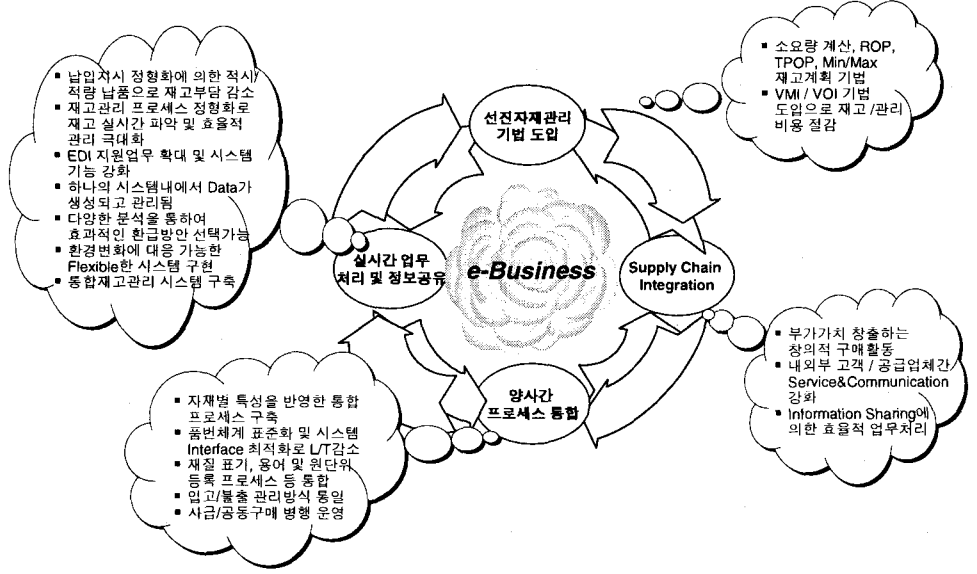 ▪ 납입지시 정형화에 의한 적시
적량 납품으로 재고부담 감소
▪ 재고관리 프로세스 정형화로
재고 실시간 파악 및 효율적
관리 극대화
▪ EDI 지원업무 확대 및 시스템
기능 강화
▪ 하나의 시스템내에서 Data가
생성되고 관리됨
▪ 다양한 분석을 통하여
효과적인 환급방안 선택가능
▪ 환경변화에 대응 가능한
Flexible한 시스템 구현
▪ 통합재고관리 시스템 구축
선진자재관리
기법 도입
▪ 소요량 계산, ROP,
TPOP, Min/Max
재고계획 기법
▪ VMI / VOI 기법
도입으로 재고 /관리
비용 절감
실시간 업무
처리 및 정보공유
e-Business
Supply Chain
Integration
양사간
프로세스 통합
▪ 자재별 특성을 반영한 통합
프로세스 구축
▪ 품번체계 표준화 및 시스템
Interface 최적화로 L/T감소
▪ 재질 표기, 용어 및 원단위
등록 프로세스 등 통합
▪ 입고/불출 관리방식 통일
▪ 사급/공동구매 병행 운영
▪ 부가가치 창출하는
창의적 구매활동
▪ 내외부 고객 / 공급업체간
Service&Communication
강화
▪ Information Sharing에
의한 효율적 업무처리